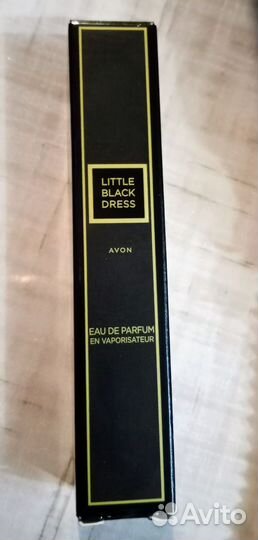 LITTLE
BLACK
DRESS
AVON
EAU DE PARFUM
EN VAPORISATEUR
Avito